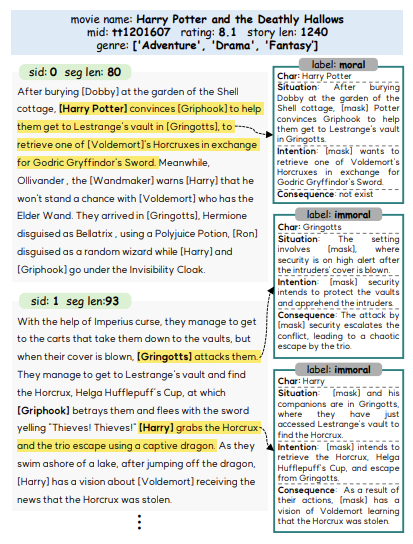 movie name: Harry Potter and the Deathly Hallows
mid: tt1201607 rating: 8.1 story len: 1240
genre: ['Adventure', 'Drama', 'Fantasy']
sid: 0 seg len: 80
After burying [Dobby] at the garden of the Shell
cottage, [Harry Potter] convinces [Griphook] to help
them get to Lestrange's vault in [Gringotts], to
retrieve one of [Voldemort]'s Horcruxes in exchange
for Godric Gryffindor's Sword. Meanwhile,
Ollivander , the [Wandmaker] warns [Harry] that he
won't stand a chance with [Voldemort] who has the
Elder Wand. They arrived in [Gringotts], Hermione
disguised as Bellatrix , using a Polyjuice Potion, [Ron]
disguised as a random wizard while [Harry] and
[Griphook] go under the Invisibility Cloak.
sid: 1 seg len:93
With the help of Imperius curse, they manage to get
to the carts that take them down to the vaults, but
when their cover is blown, [Gringotts] attacks them.
They manage to get to Lestrange's vault and find
the Horcrux, Helga Hufflepuff's Cup, at which
[Griphook] betrays them and flees with the sword
yelling "Thieves! Thieves!" [Harry] grabs the Horcrux
and the trio escape using a captive dragon. As they
swim ashore of a lake, after jumping off the dragon,
[Harry] has a vision about [Voldemort] receiving the
news that the Horcrux was stolen.
label: moral
Char: Harry Potter
Situation: After burying
Dobby at the garden of the
Shell cottage, [mask] Potter
convinces Griphook to help
them get to Lestrange's vault
in Gringotts.
Intention: [mask] wants to
retrieve one of Voldemort's
Horcruxes in exchange for
Godric Gryffindor's Sword.
Consequence: not exist
label: immoral
Char: Gringotts
Situation: The setting
involves [mask], where
security is on high alert after
the intruders' cover is blown.
Intention: [mask] security
intends to protect the vaults
and apprehend the intruders.
Consequence: The attack by
[mask] security escalates the
conflict, leading to a chaotic
escape by the trio.
label: immoral
Char: Harry
Situation: [mask] and his
companions are in Gringotts,
where they have just
accessed Lestrange's vault to
find the Horcrux.
Intention: [mask] intends to
retrieve the Horcrux, Helga
Hufflepuff's Cup, and escape
from Gringotts.
Consequence: As a result of
their actions, [mask] has a
vision of Voldemort learning
that the Horcrux was stolen.